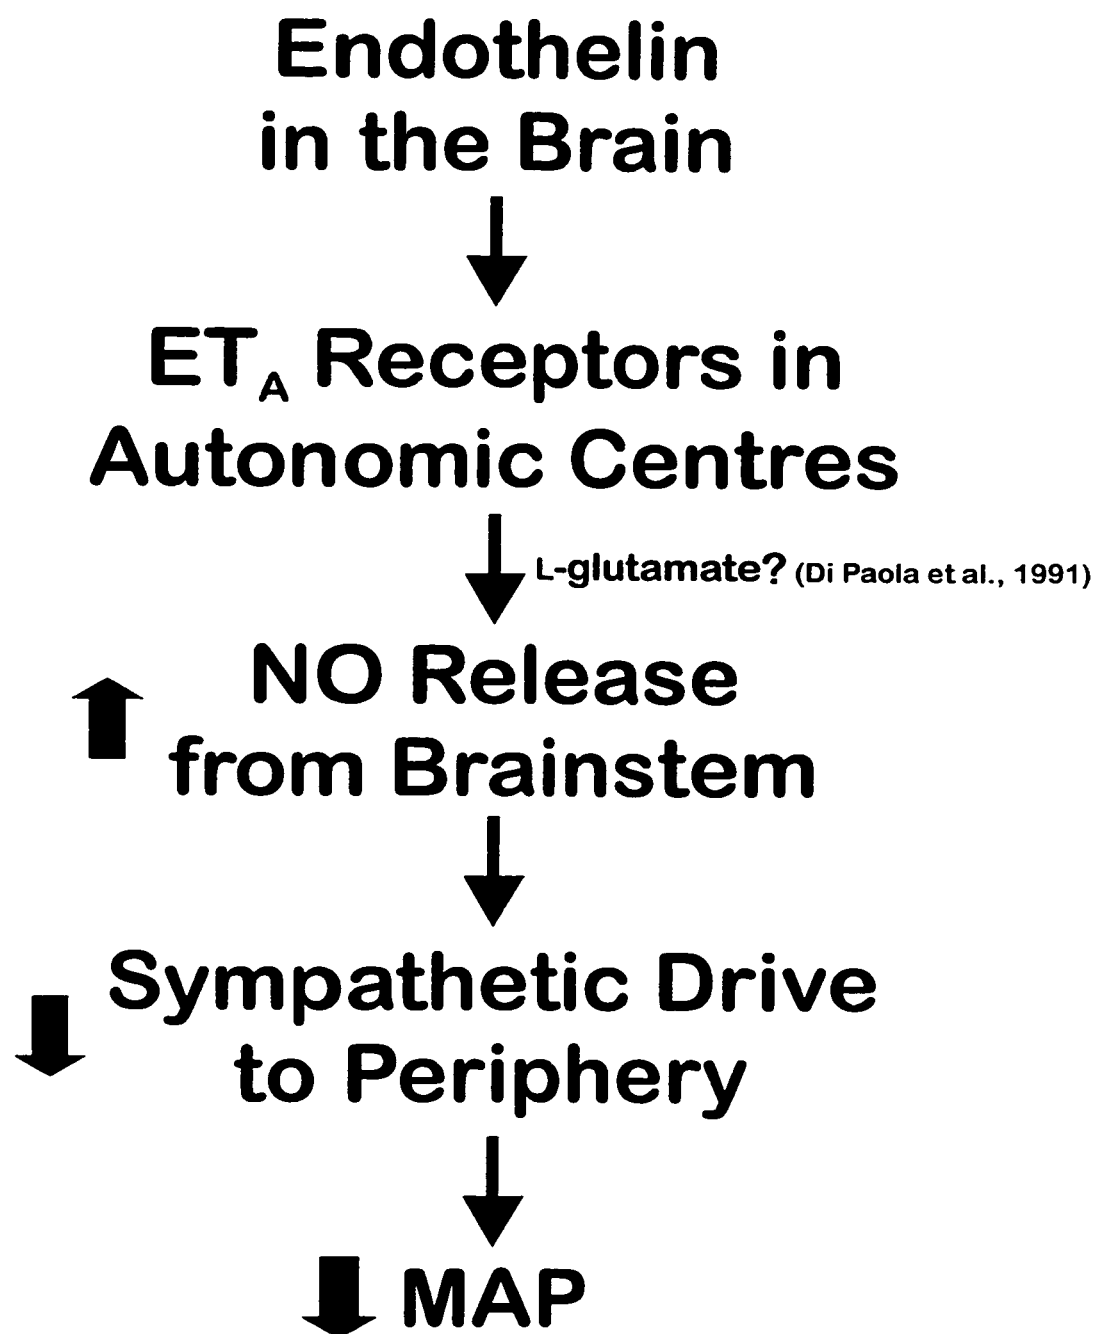 Endothelin
in the Brain
ET_A Receptors in
Autonomic Centres
L-glutamate? (Di Paola et al., 1991)
NO Release
from Brainstem
Sympathetic Drive
to Periphery
MAP